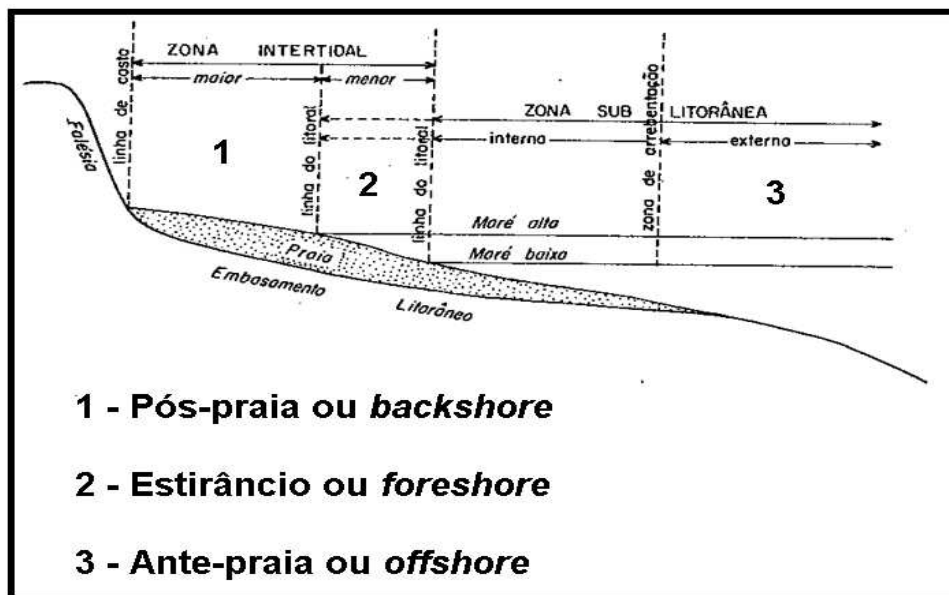 ZONA INTERTIDAL
maior
menor
linha de costa
Falésia
linha do litoral
linha do litoral
zona de arrebentação
ZONA SUB LITORÂNEA
interna
externa
1
2
3
Maré alta
Maré baixa
Praia
Embasamento Litorâneo
1 - Pós-praia ou backshore
2 - Estirâncio ou foreshore
3 - Ante-praia ou offshore